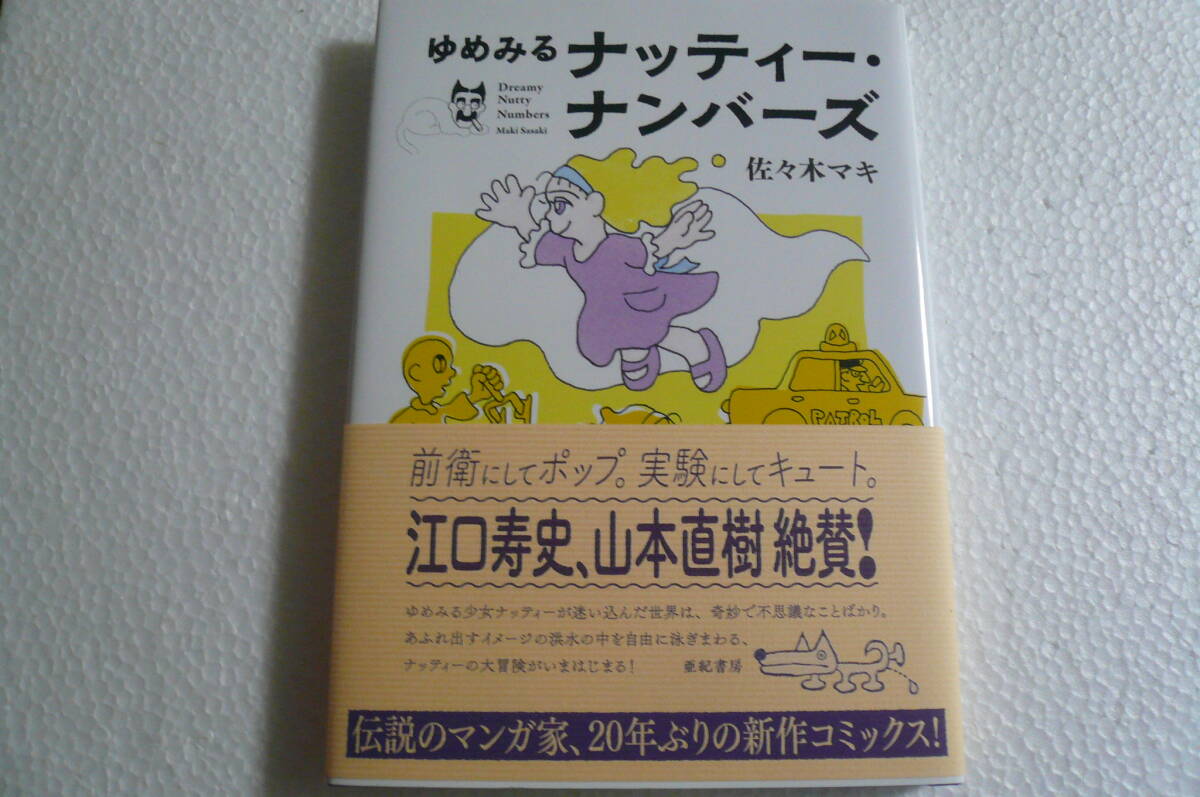 ゆめみる ナッティー・
ナンバーズ
Dreamy
Nutty
Numbers
Maki Sasaki
佐々木マキ
PATROL
前衛にしてポップ。実験にしてキュート。
江口寿史、山本直樹 絶賛!
ゆめみる少女ナッティーが迷い込んだ世界は、奇妙で不思議なことばかり。
あふれ出すイメージの洪水の中を自由に泳ぎまわる、
ナッティーの大冒険がいまはじまる! 亜紀書房
伝説のマンガ家、20年ぶりの新作コミックス!